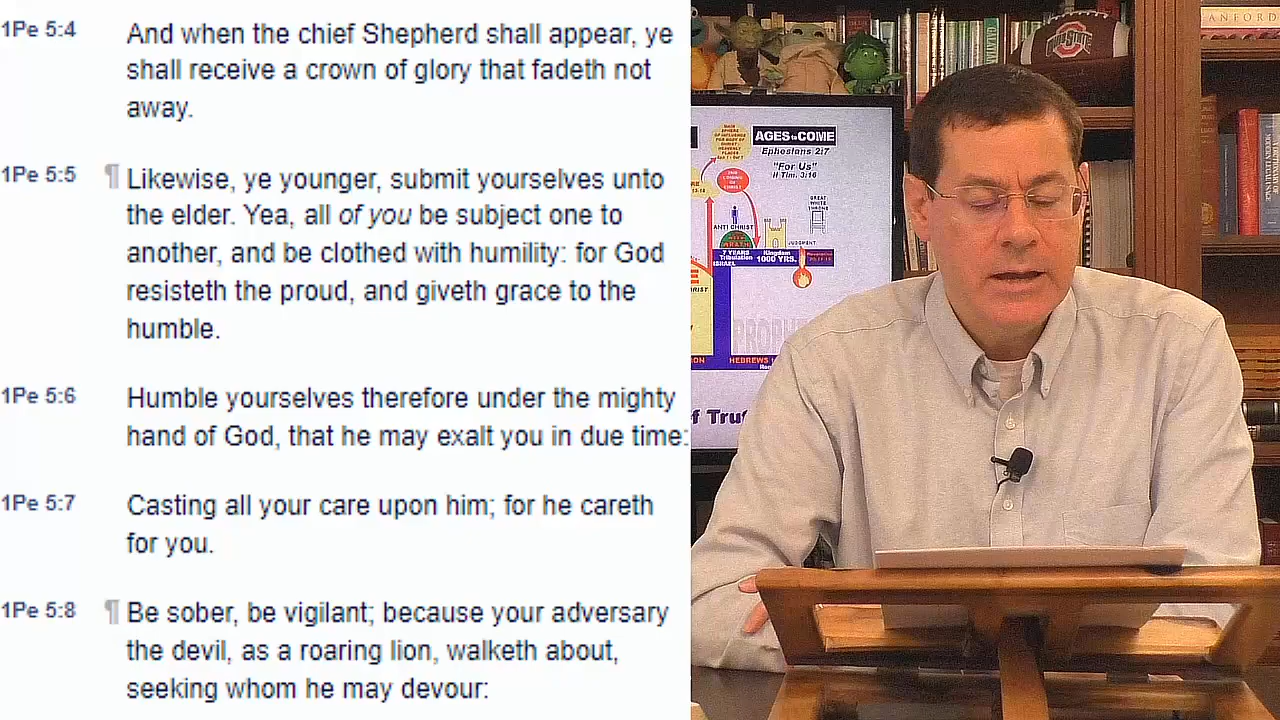 1Pe 5:4 And when the chief Shepherd shall appear, ye
shall receive a crown of glory that fadeth not
away.
1Pe 5:5 ¶ Likewise, ye younger, submit yourselves unto
the elder. Yea, all of you be subject one to
another, and be clothed with humility: for God
resisteth the proud, and giveth grace to the
humble.
1Pe 5:6 Humble yourselves therefore under the mighty
hand of God, that he may exalt you in due time:
1Pe 5:7 Casting all your care upon him; for he careth
for you.
1Pe 5:8 ¶ Be sober, be vigilant; because your adversary
the devil, as a roaring lion, walketh about,
seeking whom he may devour:
AGES to COME
Ephesians 2:7
"For Us"
II Tim. 3:16
GREAT
WHITE
THRONE
ANTI CHRIST
WRATH
JUDGMENT
7 YEARS
Tribulation
ISRAEL
Kingdom
1000 YRS.
PROPH
HEBREWS
of Tru
ANFORD